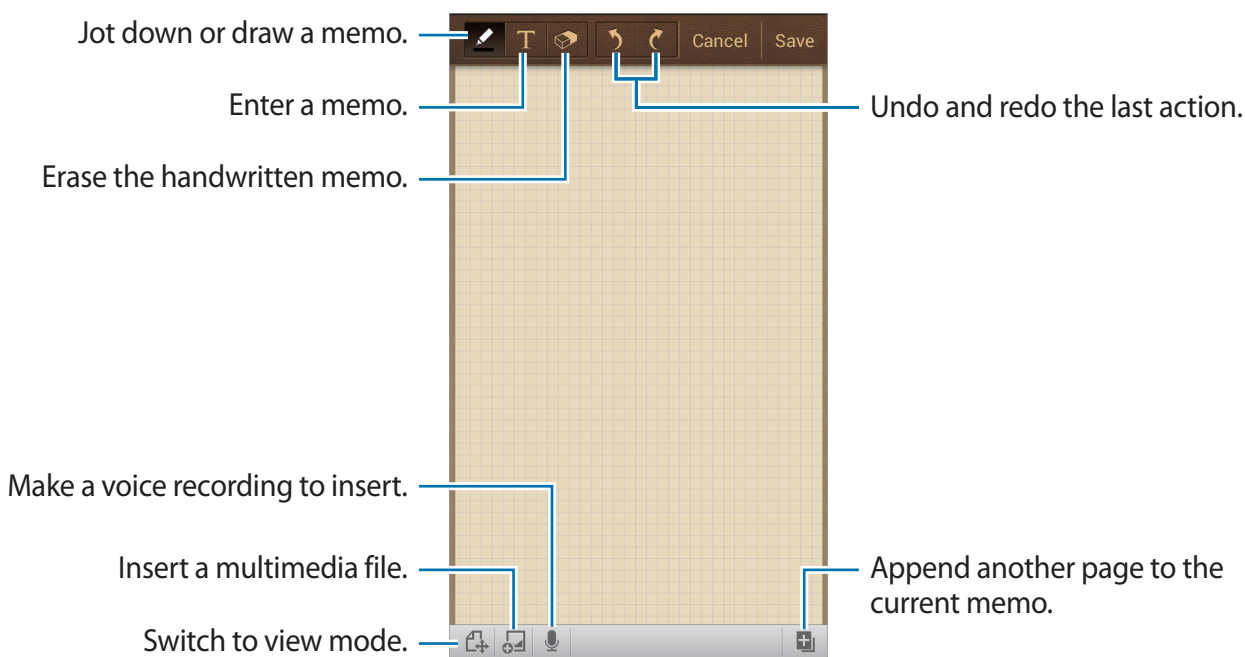 Jot down or draw a memo.
T
Cancel Save
Enter a memo.
Undo and redo the last action.
Erase the handwritten memo.
Make a voice recording to insert.
Insert a multimedia file.
Append another page to the
current memo.
Switch to view mode.